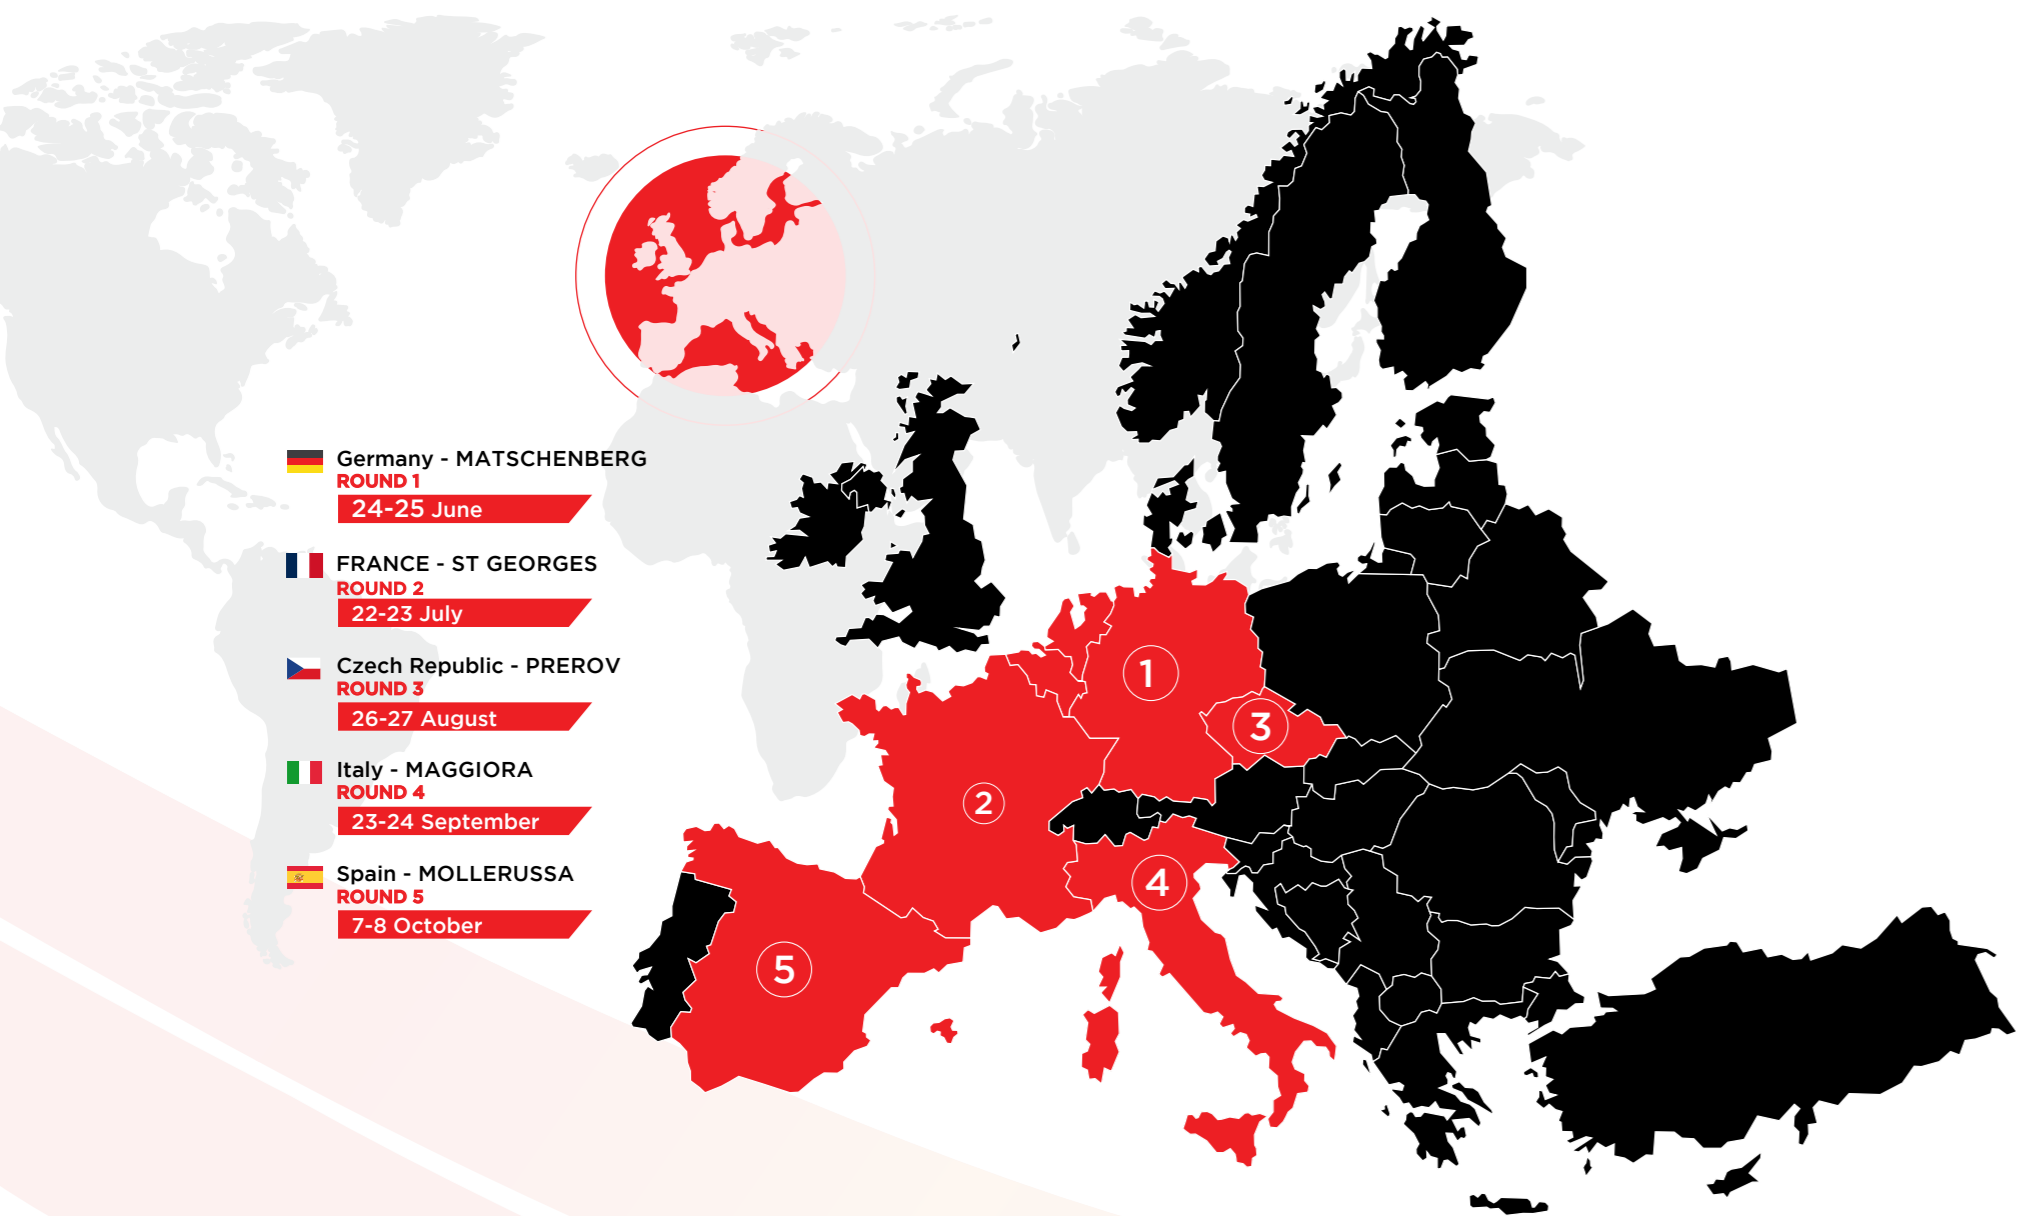 Germany - MATSCHENBERG
ROUND 1
24-25 June
FRANCE - ST GEORGES
ROUND 2
22-23 July
Czech Republic - PREROV
ROUND 3
26-27 August
Italy - MAGGIORA
ROUND 4
23-24 September
Spain - MOLLERUSSA
ROUND 5
7-8 October
1
3
2
4
5